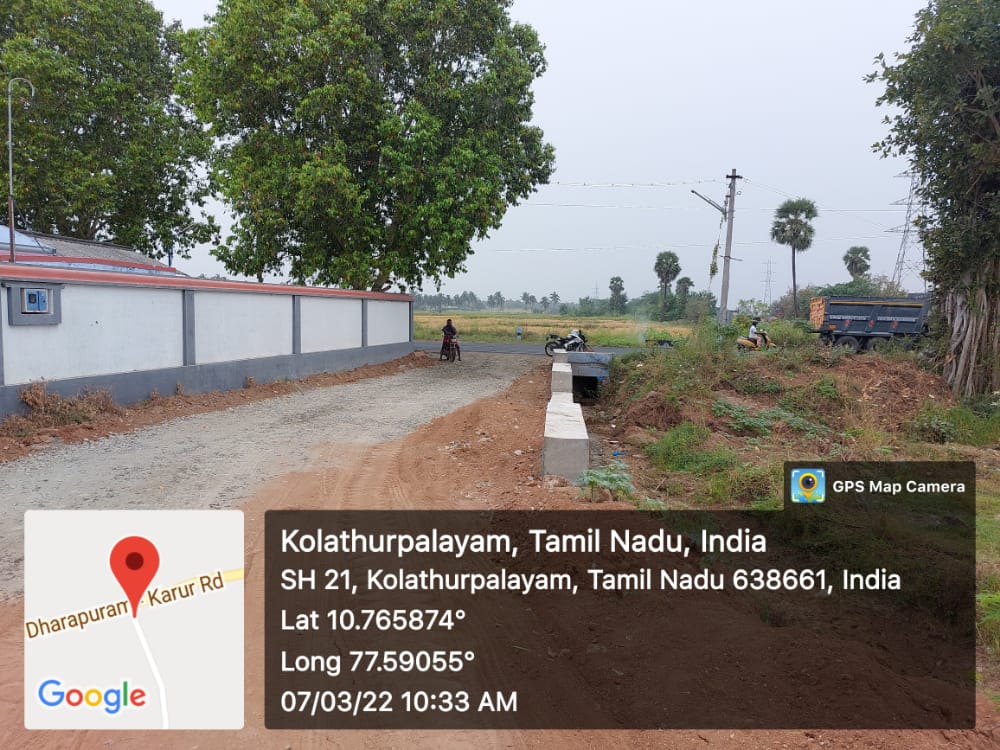 GPS Map Camera
Dharapuram - Karur Rd
Google
Kolathurpalayam, Tamil Nadu, India
SH 21, Kolathurpalayam, Tamil Nadu 638661, India
Lat 10.765874°
Long 77.59055°
07/03/22 10:33 AM